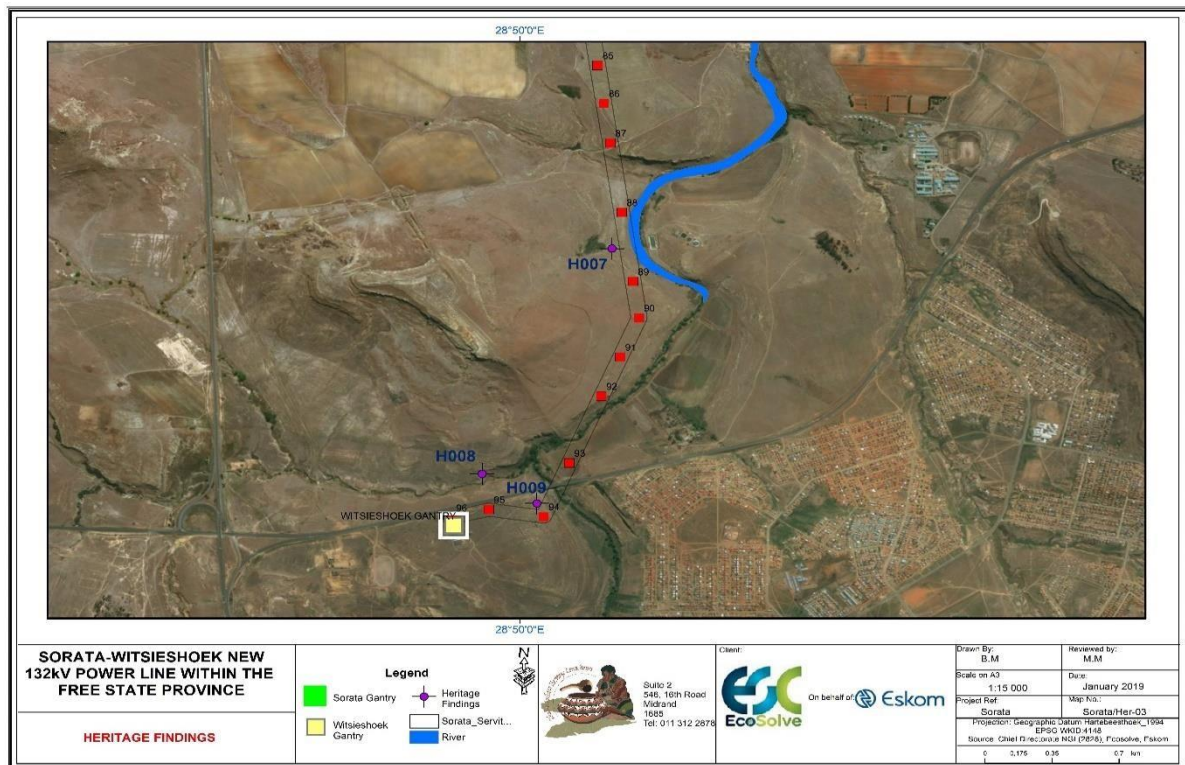 28°50'0"E
85
86
87
88
H007
89
90
91
92
H008
93
H009
95
96
94
WITSIESHOEK GANTRY
28°50'0"E
SORATA-WITSIESHOEK NEW
132kV POWER LINE WITHIN THE
FREE STATE PROVINCE
HERITAGE FINDINGS
Legend
Sorata Gantry
Heritage
Findings
Witsieshoek
Gantry
Sorata_Servit...
River
N
Suite 2
546, 16th Road
Midrand
1685
Tel: 011 312 2878
Client:
EcoSolve
On behalf of:
Eskom
Drawn By:
B.M
Reviewed by:
M.M
Scale on A3
1:15 000
Date:
January 2019
Project Ref:
Sorata
Map No.:
Sorata/Her-03
Projection: Geographic Datum Hartebeesthoek_1994
EPSG WKID:4148
Source: Chief Directorate NGI (2828), Ecosolve, Eskom
0 0,175 0,35 0,7 km